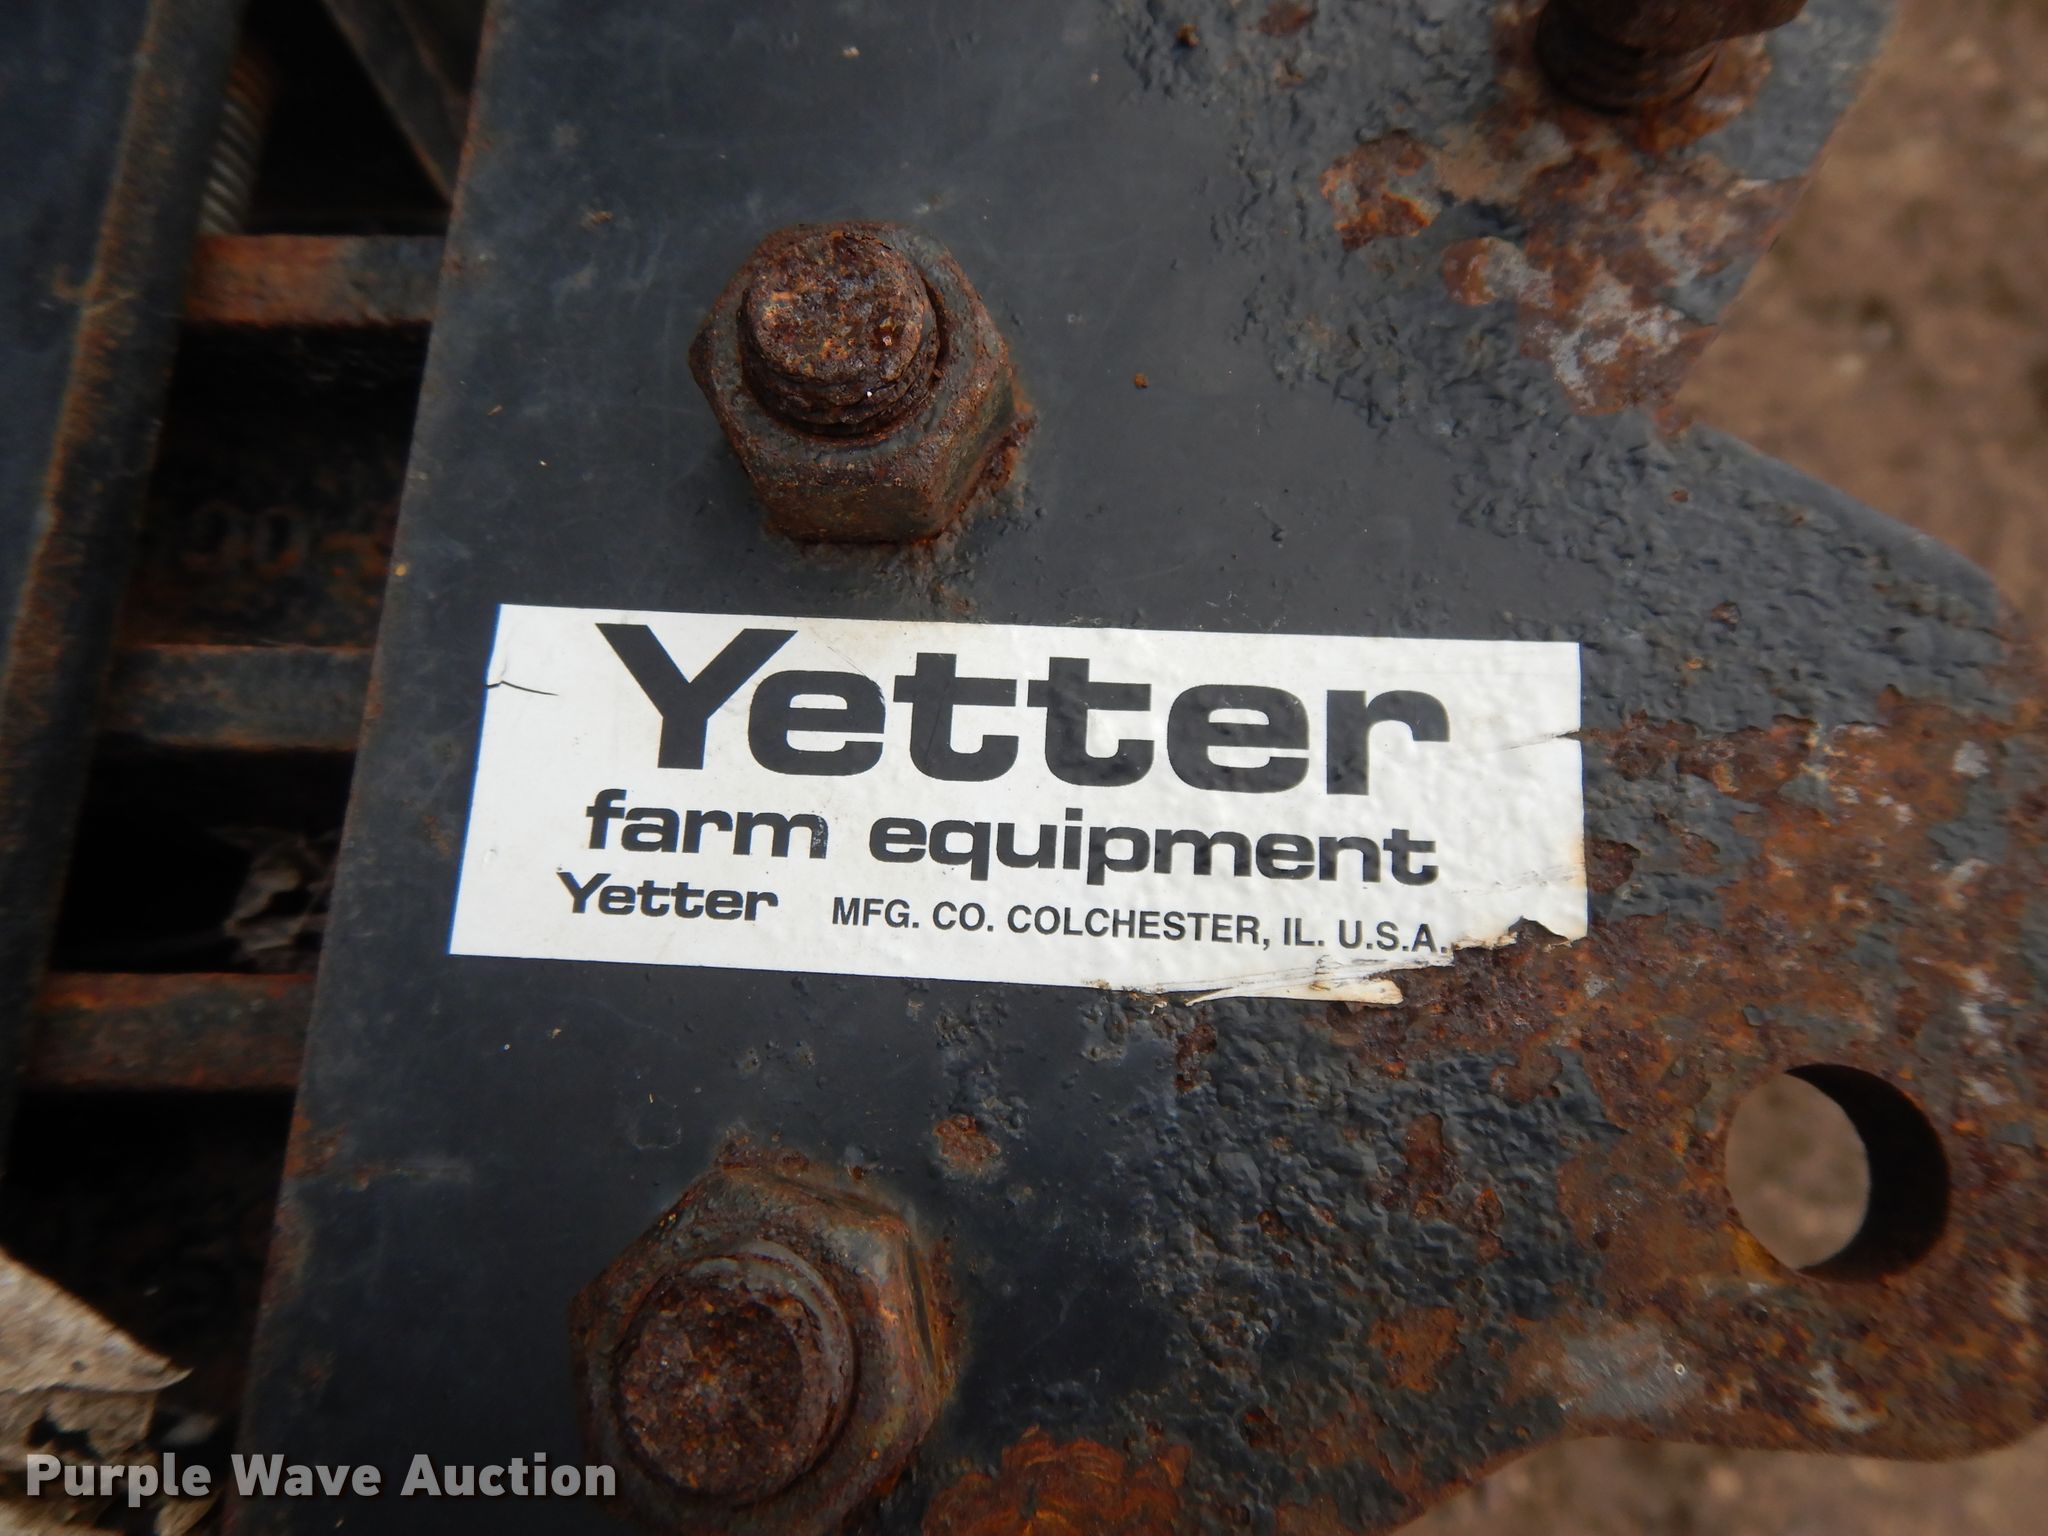 Yetter
farm equipment
Yetter MFG. CO. COLCHESTER, IL. U.S.A.
Purple Wave Auction